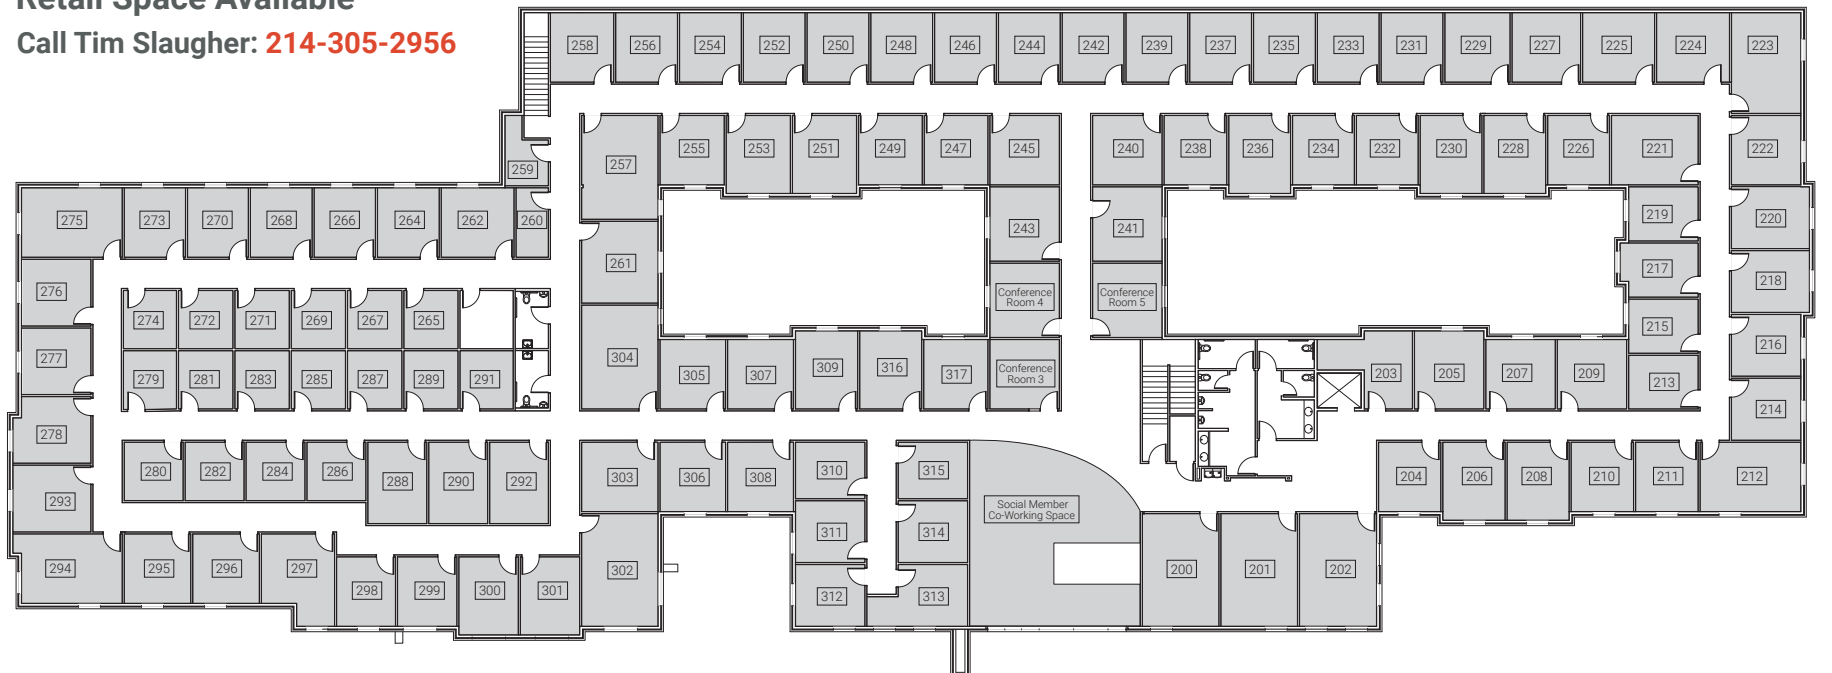 Retail Space Available
Call Tim Slaugher: 214-305-2956
258 256 254 252 250 248 246 244 242 239 237 235 233 231 229 227 225 224 223
259 257 255 253 251 249 247 245 240 238 236 234 232 230 228 226 221 222
275 273 270 268 266 264 262 260 243 241 219 220
276 261 217 218
Conference
Room 4
Conference
Room 5
274 272 271 269 267 265 215 216
277 304
279 281 283 285 287 289 291 305 307 309 316 317
Conference
Room 3
203 205 207 209 213 214
278
280 282 284 286 288 290 292 303 306 308 310 315 204 206 208 210 211 212
293
Social Member
Co-Working Space
311 314
294 295 296 297 298 299 300 301 302 312 313 200 201 202